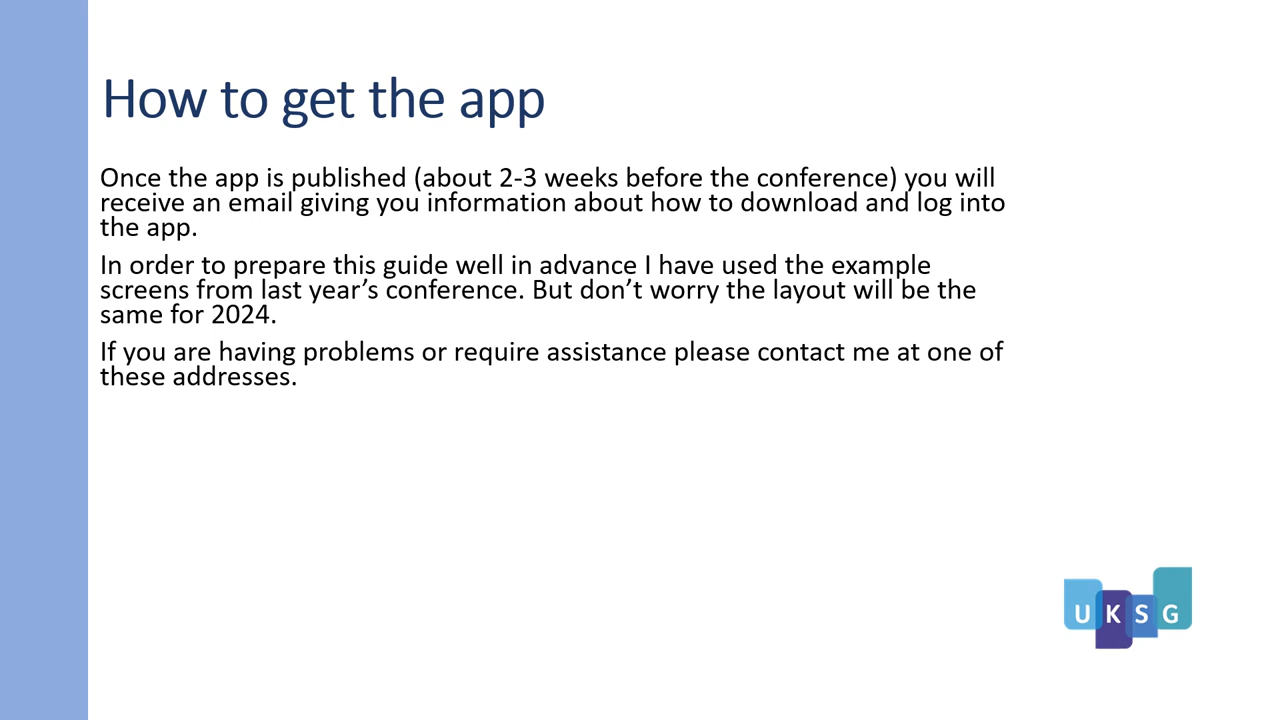 How to get the app
Once the app is published (about 2-3 weeks before the conference) you will
receive an email giving you information about how to download and log into
the app.
In order to prepare this guide well in advance I have used the example
screens from last year’s conference. But don’t worry the layout will be the
same for 2024.
If you are having problems or require assistance please contact me at one of
these addresses.
UKSG